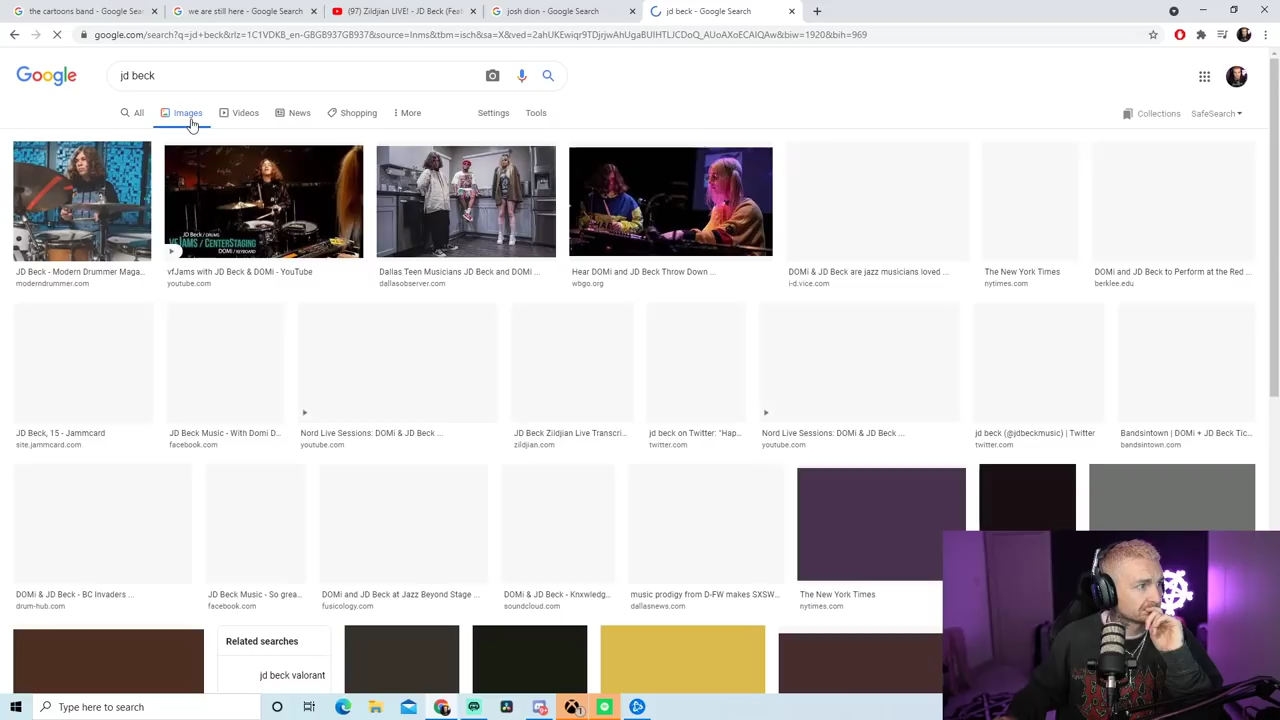 the cartoons band - Google Sea
we are still here - Google Search
(97) Zildjian LIVE! - JD Beck (Feat
josh dion - Google Search
jd beck - Google Search
google.com/search?q=jd+beck&rlz=1C1VDKB_en-GBGB937GB937&source=lnms&tbm=isch&sa=X&ved=2ahUKEwiqr9TDjrjwAhUgaBUIHTLJCDoQ_AUoAXoECAIQAw&biw=1920&bih=969
Google
jd beck
All
Images
Videos
News
Shopping
More
Settings
Tools
Collections
SafeSearch
JD Beck / DRUMS
vfJams / CENTERSTAGING
DOMi / KEYBOARD
JD Beck - Modern Drummer Maga...
vfJams with JD Beck & DOMi - YouTube
Dallas Teen Musicians JD Beck and DOMi ...
Hear DOMi and JD Beck Throw Down ...
DOMi & JD Beck are jazz musicians loved ...
The New York Times
DOMi and JD Beck to Perform at the Red ...
moderndrummer.com
youtube.com
dallasobserver.com
wbgo.org
i-d.vice.com
nytimes.com
berklee.edu
JD Beck, 15 - Jammcard
JD Beck Music - With Domi D...
Nord Live Sessions: DOMi & JD Beck ...
JD Beck Zildjian Live Transcri...
jd beck on Twitter: "Hap...
Nord Live Sessions: DOMi & JD Beck ...
jd beck (@jdbeckmusic) | Twitter
Bandsintown | DOMi + JD Beck Tic...
site.jammcard.com
facebook.com
youtube.com
zildjian.com
twitter.com
youtube.com
twitter.com
bandsintown.com
DOMi & JD Beck - BC Invaders ...
JD Beck Music - So grea...
DOMi and JD Beck at Jazz Beyond Stage ...
DOMi & JD Beck - Knxwledg...
music prodigy from D-FW makes SXSW...
The New York Times
drum-hub.com
facebook.com
fusicology.com
soundcloud.com
dallasnews.com
nytimes.com
Related searches
jd beck valorant
Type here to search
1